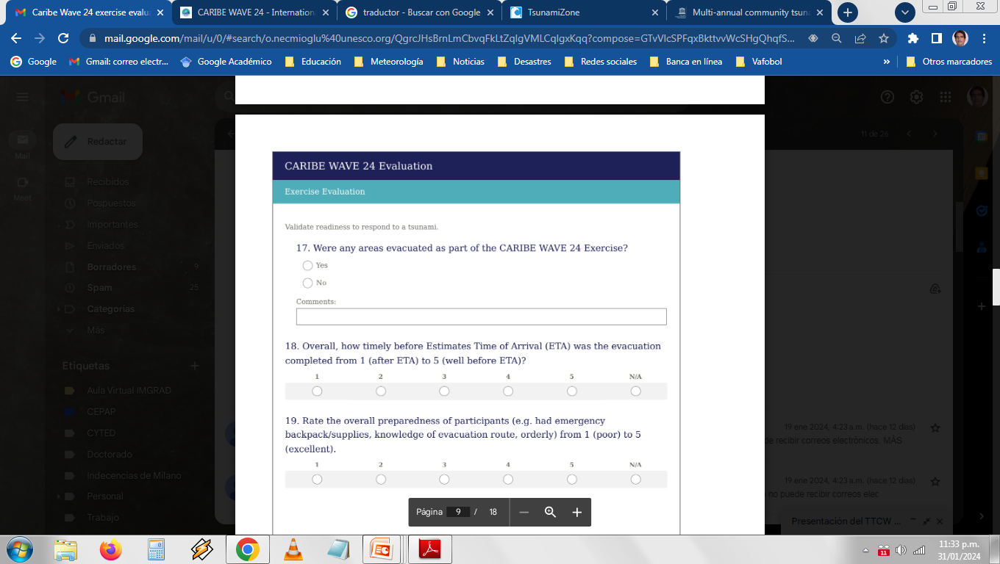 Caribe Wave 24 exercise evalu
CARIBE WAVE 24 - Internation
traductor - Buscar con Google
TsunamiZone
Multi-annual community tsun
mail.google.com/mail/u/0/#search/o.necmioglu%40unesco.org/
Google
Gmail: correo electr...
Google Académico
Educación
Meteorología
Noticias
Desastres
Redes sociales
Banca en línea
Vafobol
»
Otros marcadores
Gmail
Redactar
Mail
Meet
Recibidos
Pospuestos
Importantes
Enviados
Borradores 9
Spam 25
Categorías
Más
Etiquetas
Aula Virtual IMGRAD
CEPAP
CYTED
Doctorado
Indecencias de Milano
Personal
Trabajo
11 de 26
CARIBE WAVE 24 Evaluation
Exercise Evaluation
Validate readiness to respond to a tsunami.
17. Were any areas evacuated as part of the CARIBE WAVE 24 Exercise?
Yes
No
Comments:
18. Overall, how timely before Estimates Time of Arrival (ETA) was the evacuation
completed from 1 (after ETA) to 5 (well before ETA)?
1 2 3 4 5 N/A
19. Rate the overall preparedness of participants (e.g. had emergency
backpack/supplies, knowledge of evacuation route, orderly) from 1 (poor) to 5
(excellent).
1 2 3 4 5 N/A
Página 9 / 18
19 ene 2024, 4:23 a.m. (hace 12 días)
de recibir correos electrónicos. MÁS
19 ene 2024, 4:23 a.m. (hace 12 días)
no puede recibir correos elec
Presentación del TTCW ...
11
11:33 p.m.
31/01/2024